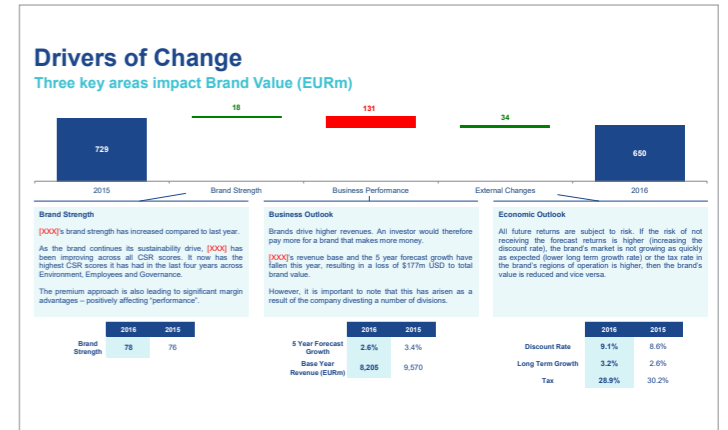 Drivers of Change
Three key areas impact Brand Value (EURm)
18
131
34
729
650
2015
Brand Strength
Business Performance
External Changes
2016
Brand Strength
[XXX]'s brand strength has increased compared to last year.
As the brand continues its sustainability drive, [XXX] has
been improving across all CSR scores. It now has the
highest CSR scores it has had in the last four years across
Environment, Employees and Governance.
The premium approach is also leading to significant margin
advantages – positively affecting "performance".
Business Outlook
Brands drive higher revenues. An investor would therefore
pay more for a brand that makes more money.
[XXX]'s revenue base and the 5 year forecast growth have
fallen this year, resulting in a loss of $177m USD to total
brand value.
However, it is important to note that this has arisen as a
result of the company divesting a number of divisions.
Economic Outlook
All future returns are subject to risk. If the risk of not
receiving the forecast returns is higher (increasing the
discount rate), the brand's market is not growing as quickly
as expected (lower long term growth rate) or the tax rate in
the brand's regions of operation is higher, then the brand's
value is reduced and vice versa.
2016 2015
Brand
Strength
78 76
2016 2015
5 Year Forecast
Growth
2.6% 3.4%
Base Year
Revenue (EURm)
8,205 9,570
2016 2015
Discount Rate 9.1% 8.6%
Long Term Growth 3.2% 2.6%
Tax 28.9% 30.2%